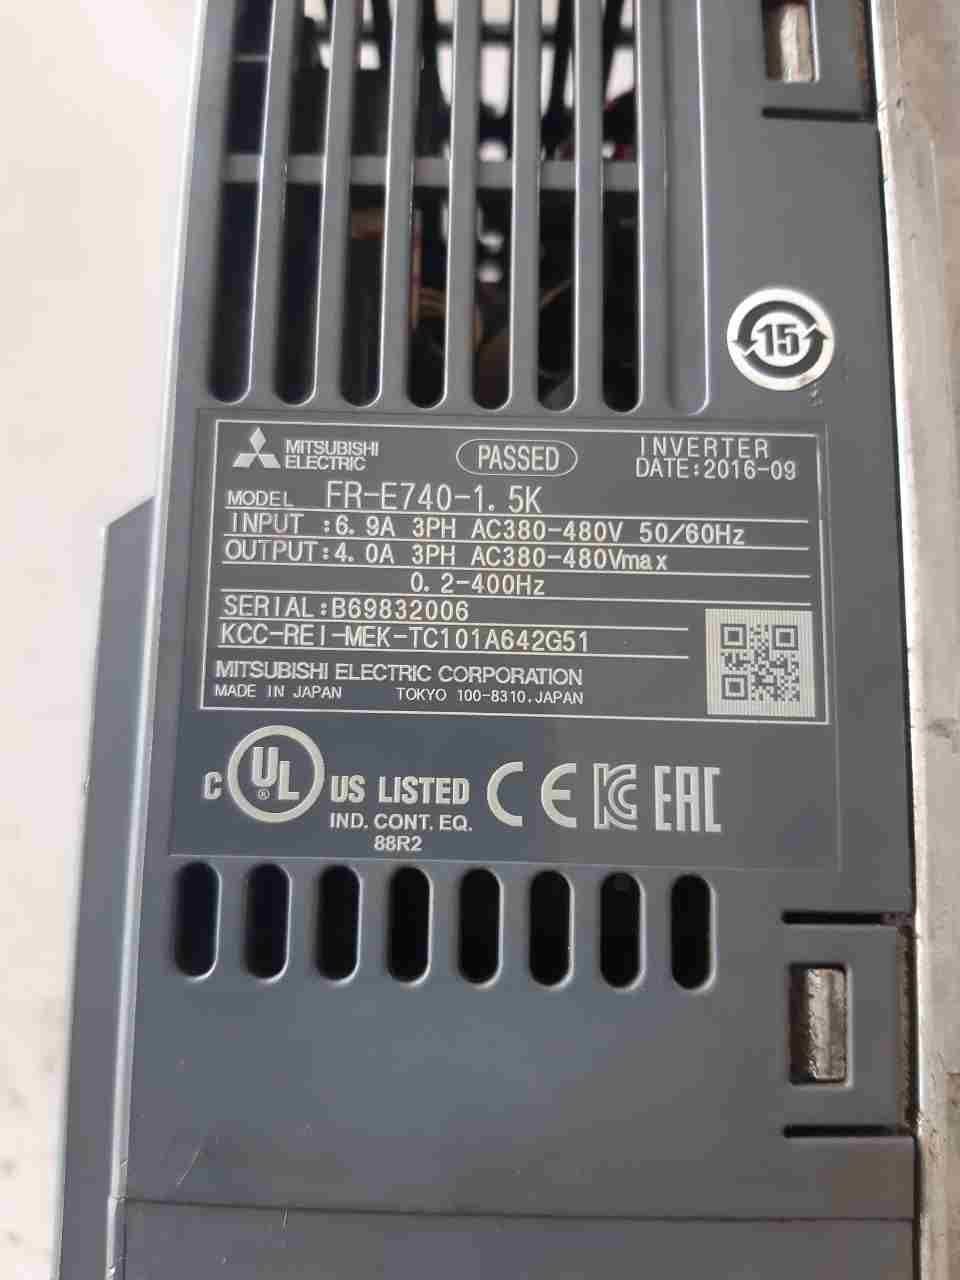 15
MITSUBISHI
ELECTRIC
PASSED
INVERTER
DATE:2016-09
MODEL FR-E740-1.5K
INPUT :6.9A 3PH AC380-480V 50/60Hz
OUTPUT:4.0A 3PH AC380-480Vmax
0.2-400Hz
SERIAL:B69832006
KCC-REI-MEK-TC101A642G51
MITSUBISHI ELECTRIC CORPORATION
MADE IN JAPAN TOKYO 100-8310.JAPAN
C UL ® US LISTED CE KC EAC
IND. CONT. EQ.
88R2